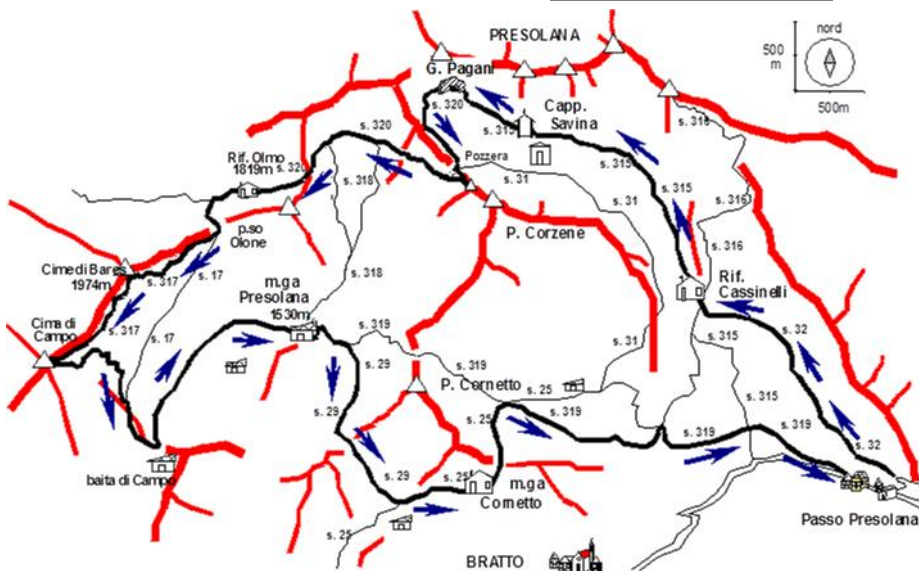 PRESOLANA
nord
500
m
500m
G. Pagani
Capp.
Savina
s. 320
s. 315
s. 316
s. 320
Pozzera
s. 315
Rif. Olmo
1819m
s. 320
s. 318
s. 31
s. 315
s. 316
s. 31
p.so
Olone
P. Corzene
s. 316
Cime di Bares
1974m
s. 317
s. 17
s. 318
Rif.
Cassinelli
m.ga
Presolana
1530m
Cima di
Campo
s. 317
s. 17
s. 319
s. 31
s. 315
s. 32
s. 29
s. 319
P. Cornetto
s. 25
s. 315
s. 29
s. 25
s. 319
s. 319
s. 319
s. 32
s. 29
s. 25
baita di Campo
m.ga
Cornetto
s. 25
Passo Presolana
BRATTO